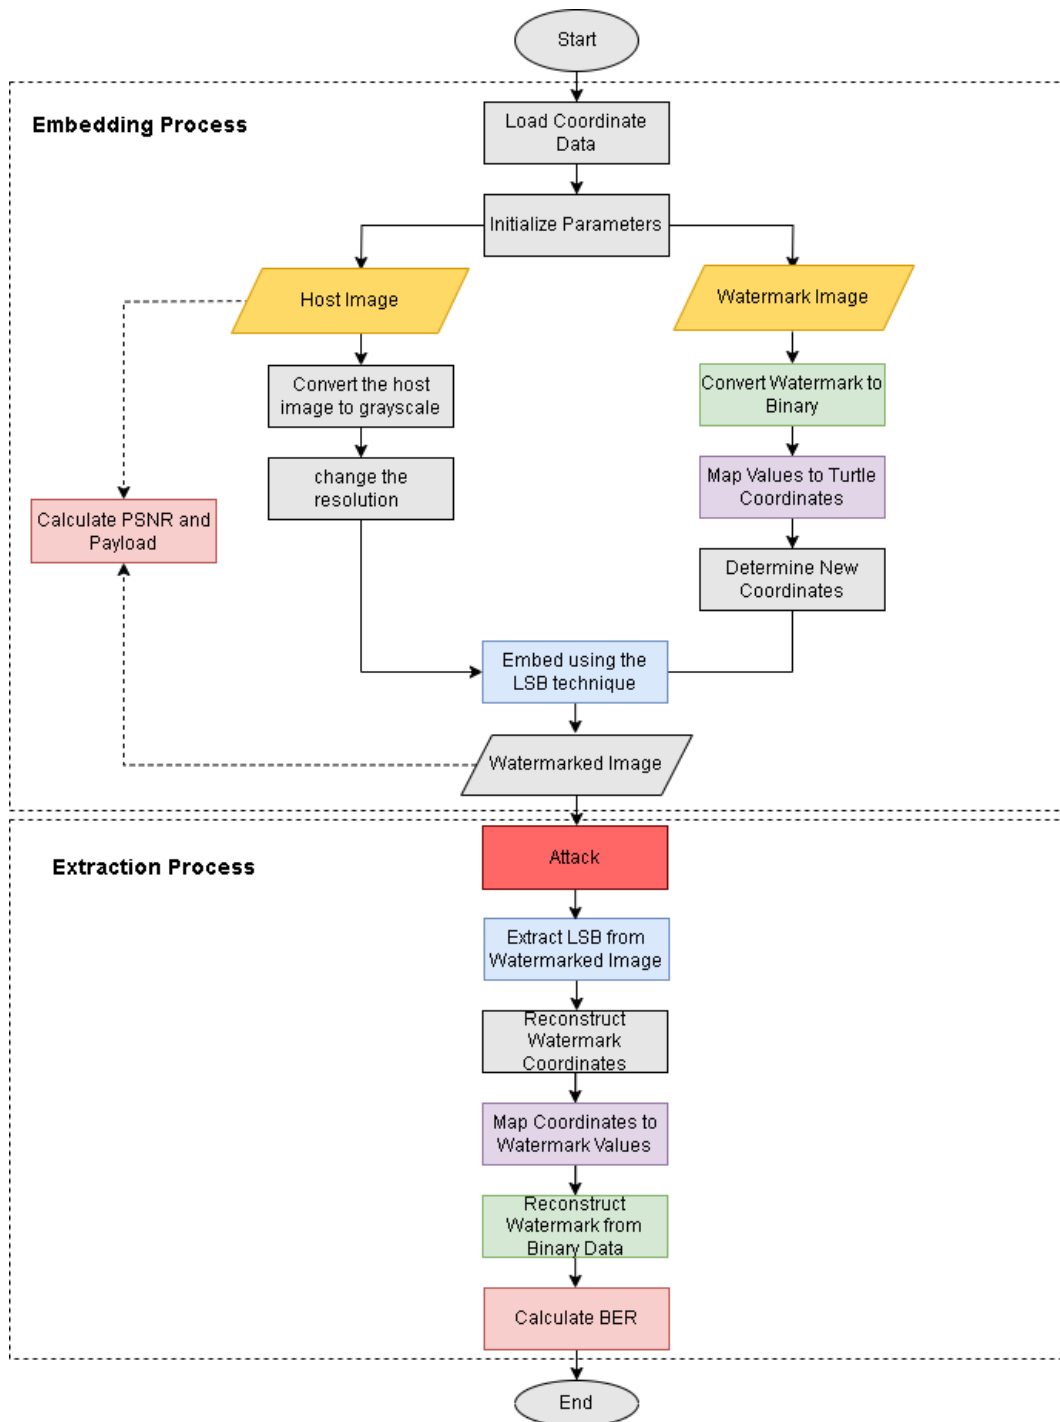 Start
Embedding Process
Load Coordinate
Data
Initialize Parameters
Host Image
Watermark Image
Convert the host
image to grayscale
Convert Watermark to
Binary
change the
resolution
Map Values to Turtle
Coordinates
Calculate PSNR and
Payload
Determine New
Coordinates
Embed using the
LSB technique
Watermarked Image
Extraction Process
Attack
Extract LSB from
Watermarked Image
Reconstruct
Watermark
Coordinates
Map Coordinates to
Watermark Values
Reconstruct
Watermark from
Binary Data
Calculate BER
End